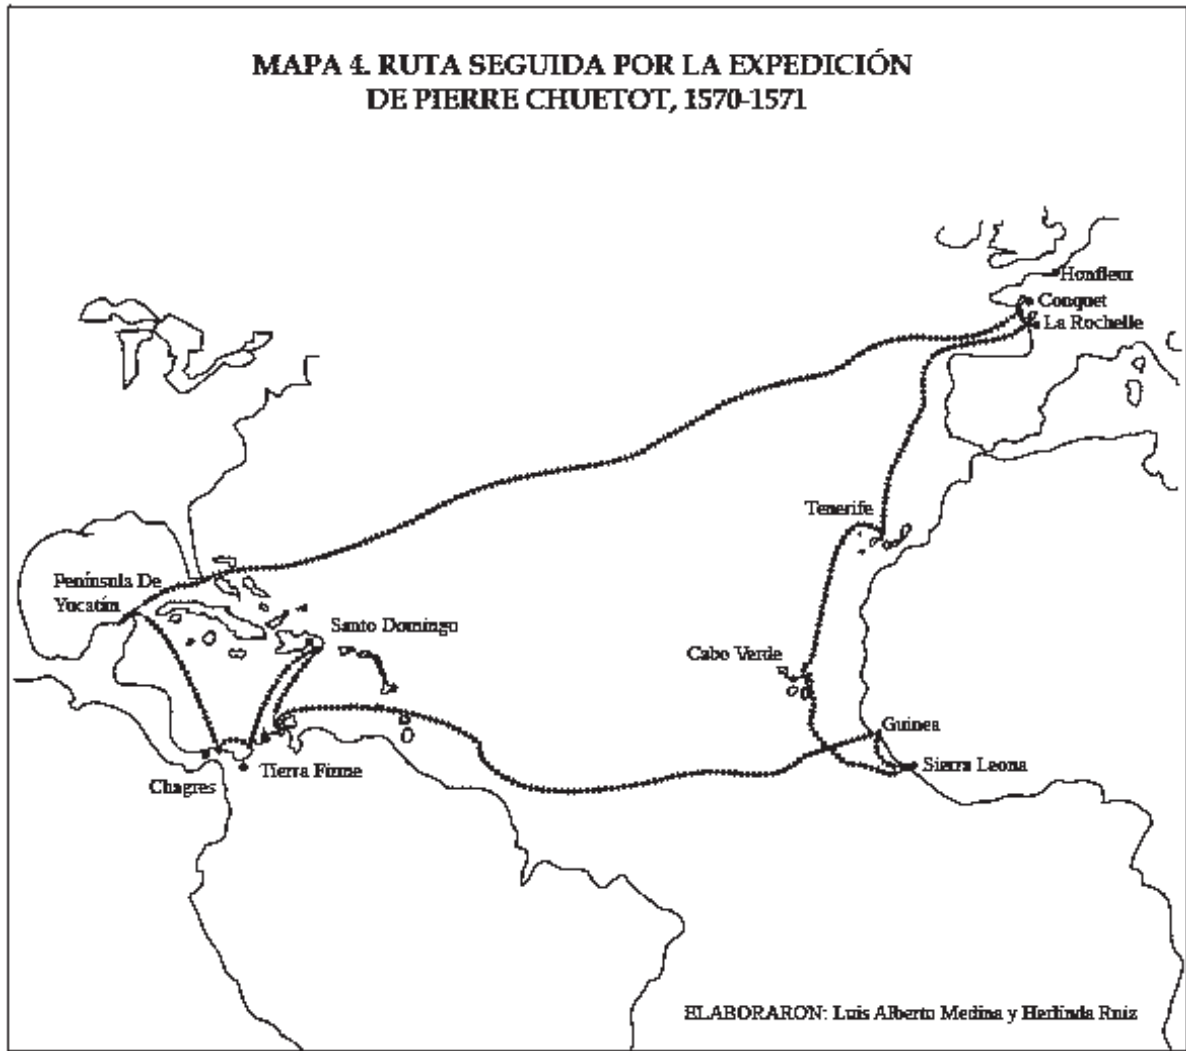 MAPA 4. RUTA SEGUIDA POR LA EXPEDICIÓN
DE PIERRE CHUETOT, 1570-1571
Honfleur
Conquet
La Rochelle
Tenerife
Península De
Yucatán
Santo Domingo
Cabo Verde
Guinea
Sierra Leona
Tierra Firme
Chagres
ELABORARON: Luis Alberto Medina y Herlinda Ruiz